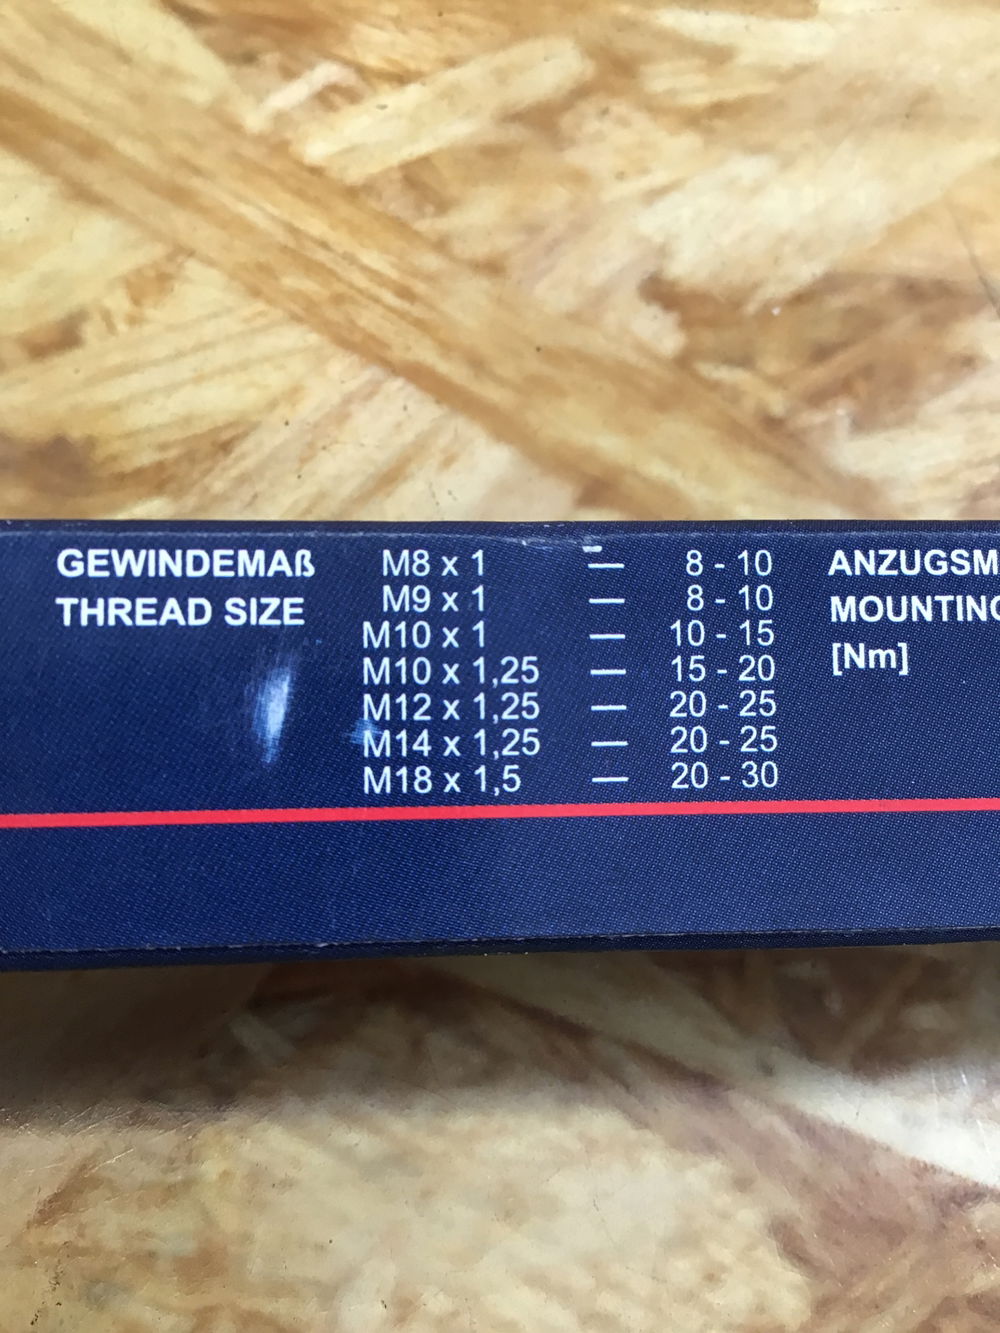 GEWINDEMAß M8 x 1 — 8 - 10 ANZUGSM
THREAD SIZE M9 x 1 — 8 - 10 MOUNTING
M10 x 1 — 10 - 15 [Nm]
M10 x 1,25 — 15 - 20
M12 x 1,25 — 20 - 25
M14 x 1,25 — 20 - 25
M18 x 1,5 — 20 - 30